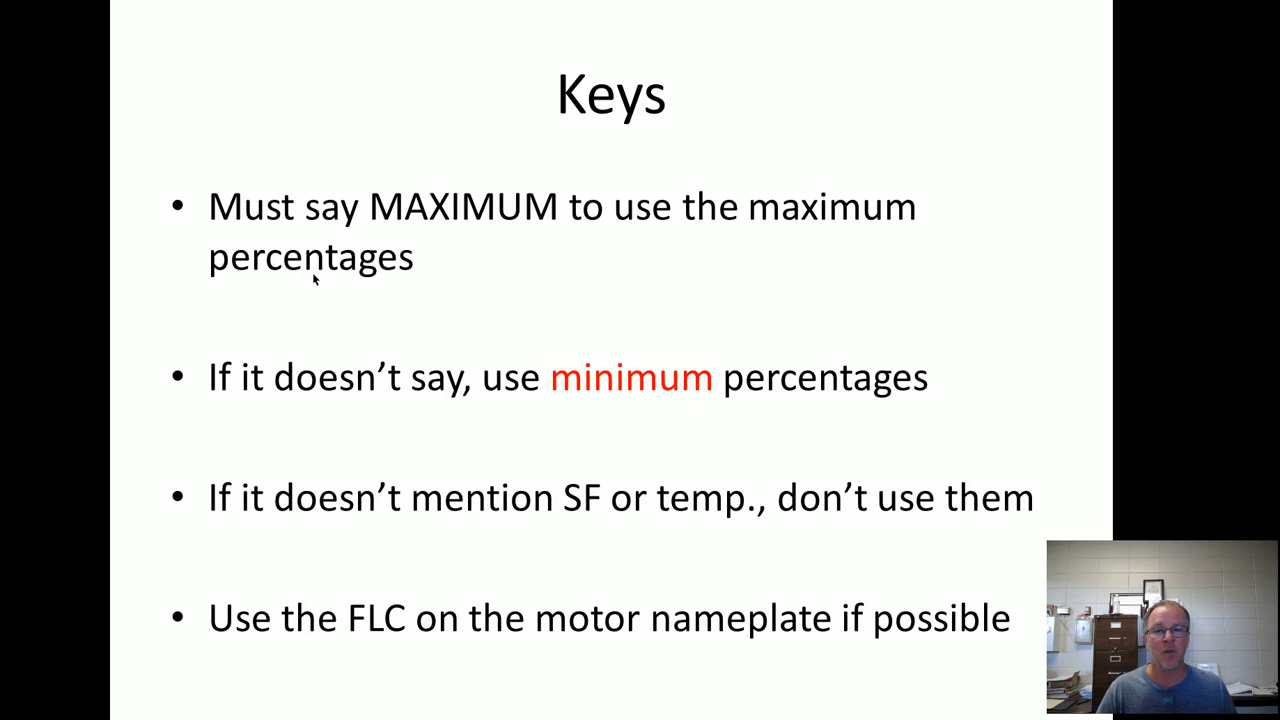 Keys
• Must say MAXIMUM to use the maximum
percentages
• If it doesn’t say, use minimum percentages
• If it doesn’t mention SF or temp., don’t use them
• Use the FLC on the motor nameplate if possible